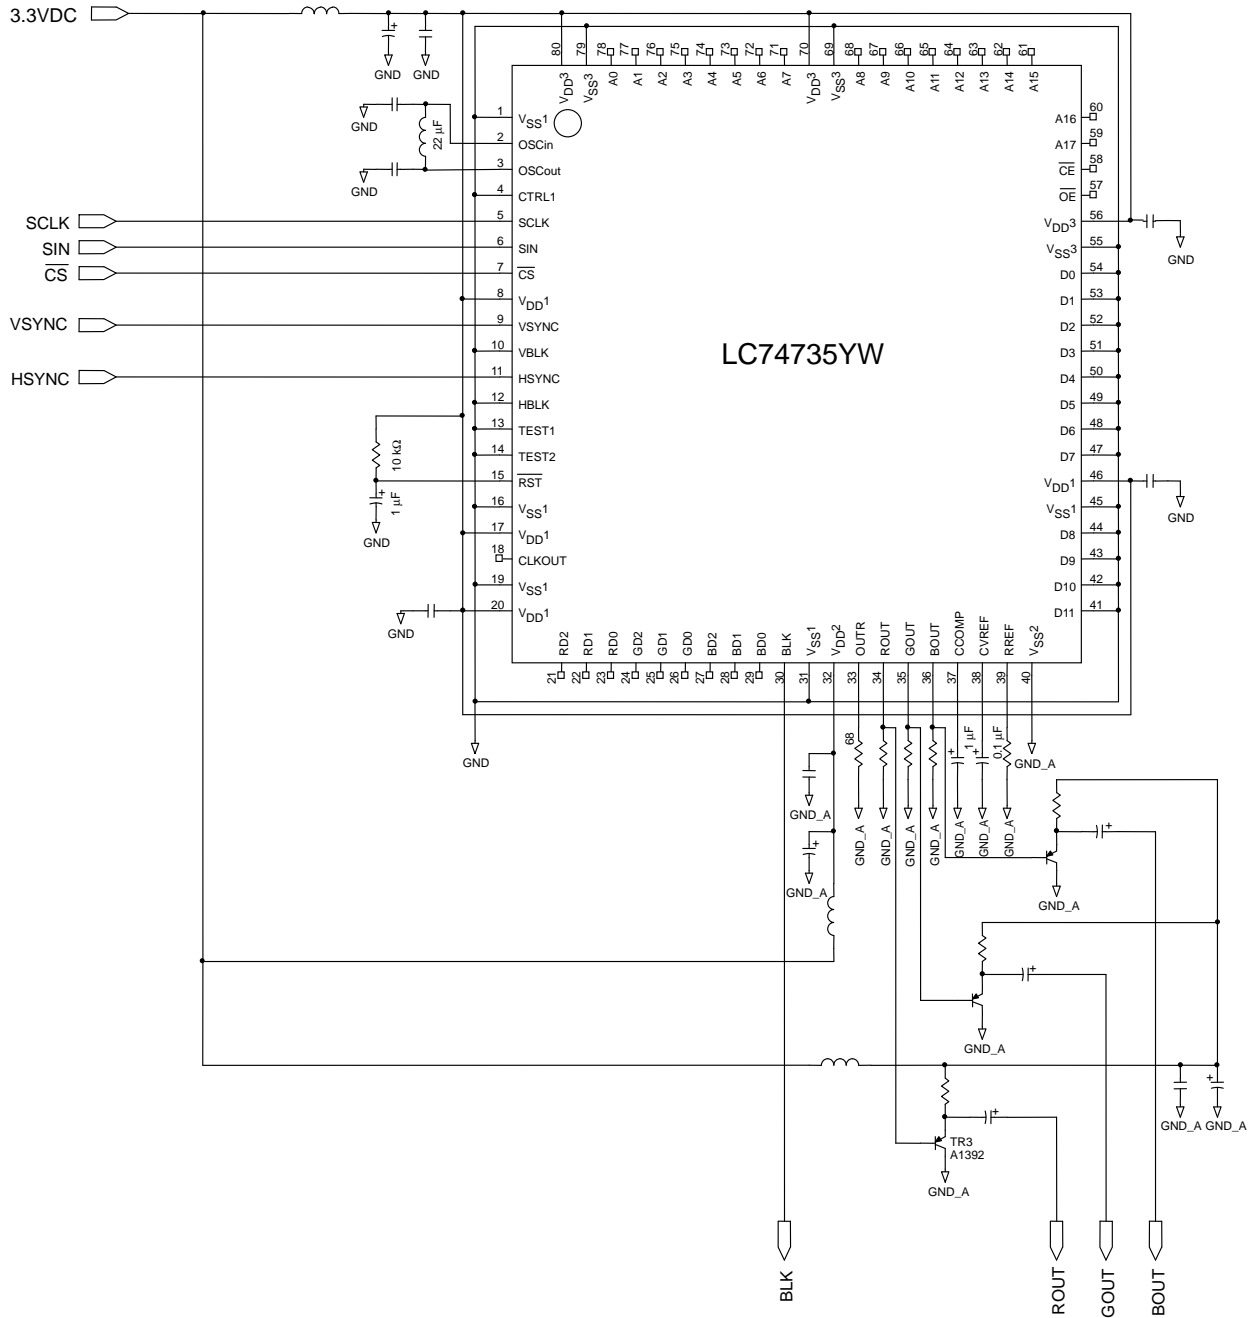 3.3VDC
GND
GND
80
79
78
77
76
75
74
73
72
71
70
69
68
67
66
65
64
63
62
61
VDD3
VSS3
A0
A1
A2
A3
A4
A5
A6
A7
VDD3
VSS3
A8
A9
A10
A11
A12
A13
A14
A15
GND
22 μF
GND
SCLK
SIN
CS
VSYNC
HSYNC
10 kΩ
1 μF
GND
GND
1 VSS1
2 OSCin
3 OSCout
4 CTRL1
5 SCLK
6 SIN
7 CS
8 VDD1
9 VSYNC
10 VBLK
11 HSYNC
12 HBLK
13 TEST1
14 TEST2
15 RST
16 VSS1
17 VDD1
18 CLKOUT
19 VSS1
20 VDD1
LC74735YW
A16 60
A17 59
CE 58
OE 57
VDD3 56
VSS3 55
D0 54
D1 53
D2 52
D3 51
D4 50
D5 49
D6 48
D7 47
VDD1 46
VSS1 45
D8 44
D9 43
D10 42
D11 41
GND
GND
RD2
RD1
RD0
GD2
GD1
GD0
BD2
BD1
BD0
BLK
VSS1
VDD2
OUTR
ROUT
GOUT
BOUT
CCOMP
CVREF
RREF
VSS2
21
22
23
24
25
26
27
28
29
30
31
32
33
34
35
36
37
38
39
40
GND
68
1 μF
0.1 μF
GND_A
GND_A
GND_A
GND_A
GND_A
GND_A
GND_A
GND_A
GND_A
GND_A
GND_A
GND_A
TR3
A1392
GND_A
GND_A
GND_A
BLK
ROUT
GOUT
BOUT